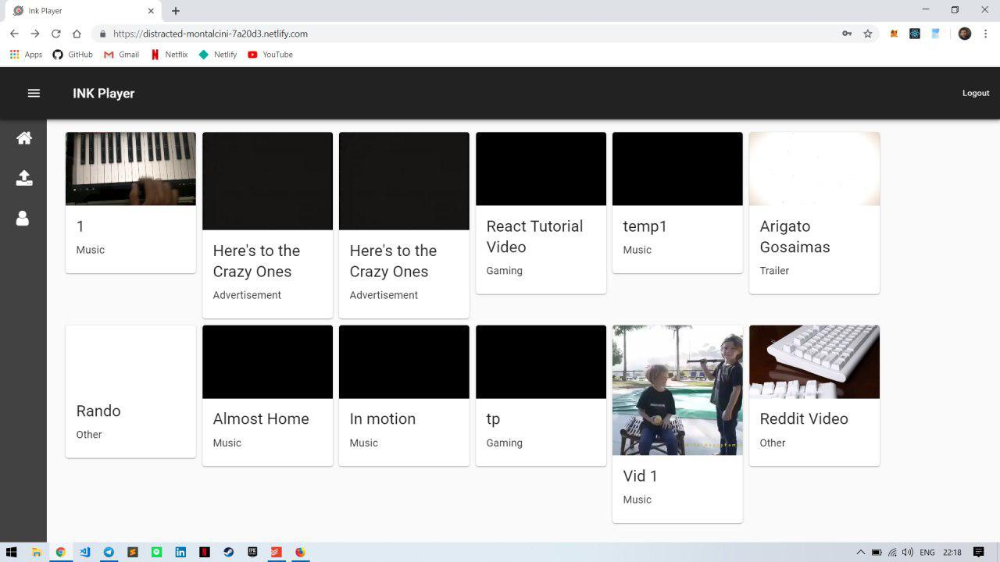 Ink Player
https://distracted-montalcini-7a20d3.netlify.com
Apps GitHub Gmail Netflix Netlify YouTube
INK Player
Logout
1
Music
Here's to the
Crazy Ones
Advertisement
Here's to the
Crazy Ones
Advertisement
React Tutorial
Video
Gaming
temp1
Music
Arigato
Gosaimas
Trailer
Rando
Other
Almost Home
Music
In motion
Music
tp
Gaming
Vid 1
Music
Reddit Video
Other
ENG 22:18